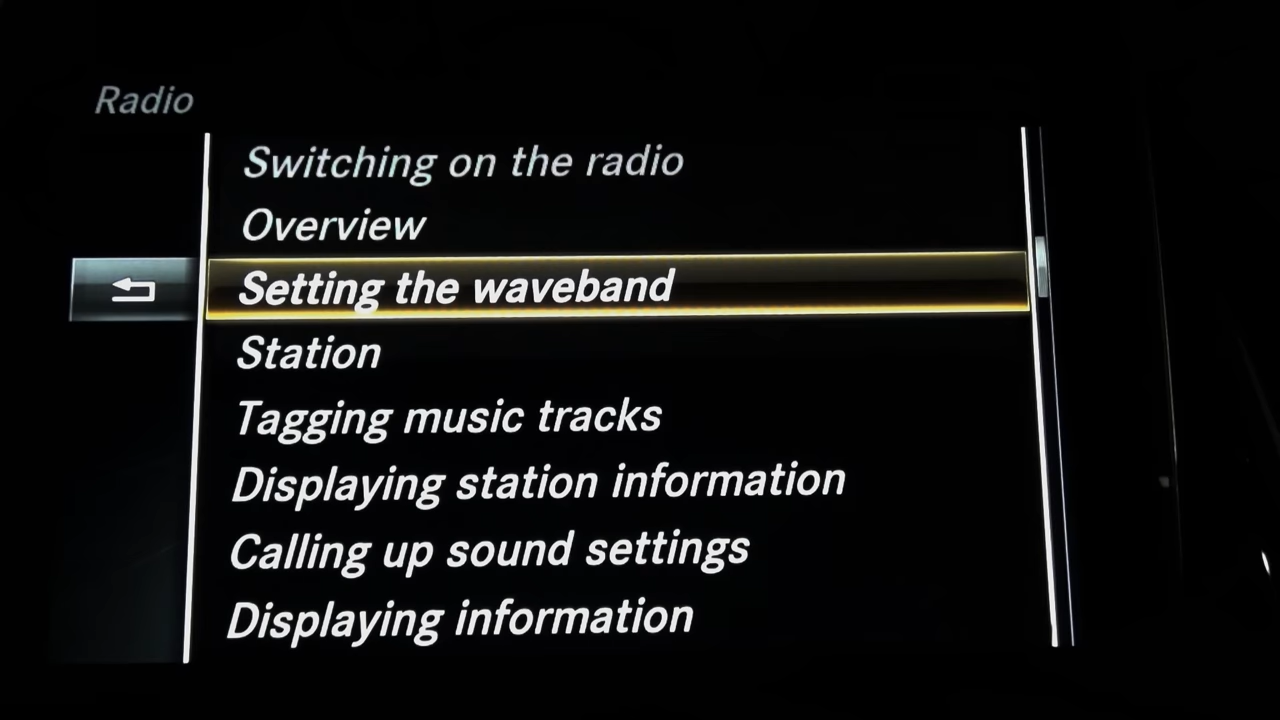 Radio
Switching on the radio
Overview
Setting the waveband
Station
Tagging music tracks
Displaying station information
Calling up sound settings
Displaying information